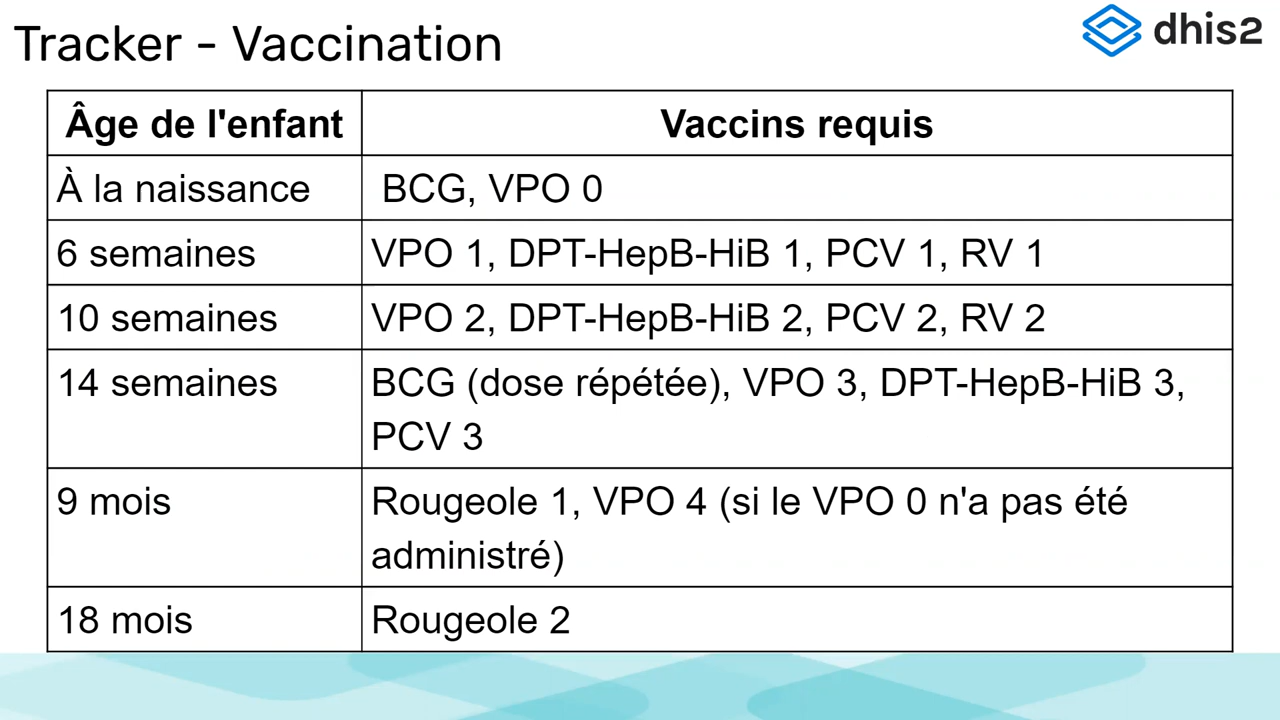 Tracker - Vaccination
dhis2
Âge de l'enfant
Vaccins requis
À la naissance
BCG, VPO 0
6 semaines
VPO 1, DPT-HepB-HiB 1, PCV 1, RV 1
10 semaines
VPO 2, DPT-HepB-HiB 2, PCV 2, RV 2
14 semaines
BCG (dose répétée), VPO 3, DPT-HepB-HiB 3,
PCV 3
9 mois
Rougeole 1, VPO 4 (si le VPO 0 n'a pas été
administré)
18 mois
Rougeole 2